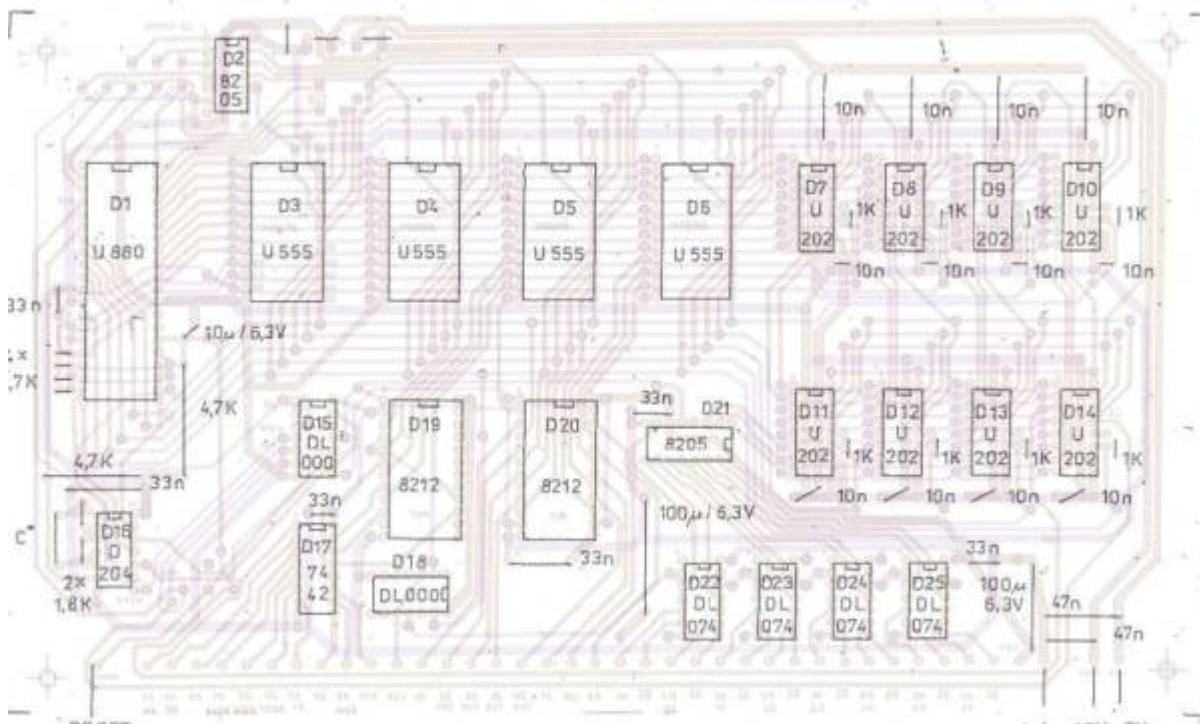 D2
82
05
10n
10n
10n
10n
D1
U 880
D3
U 555
D4
U 555
D5
U 555
D6
U 555
D7
U
202
1K
D8
U
202
1K
D9
U
202
1K
D10
U
202
1K
10n
10n
10n
10n
33n
10µ / 6,3V
4,7K
4,7K
33n
D15
DL
000
D19
8212
D20
8212
33n
D21
8205
D11
U
202
1K
D12
U
202
1K
D13
U
202
1K
D14
U
202
1K
10n
10n
10n
10n
C*
D16
D
204
2x
1,8K
33n
D17
74
42
D18
DL000
33n
100µ / 6,3V
D22
DL
074
D23
DL
074
D24
DL
074
D25
DL
074
33n
100µ
6,3V
47n
47n